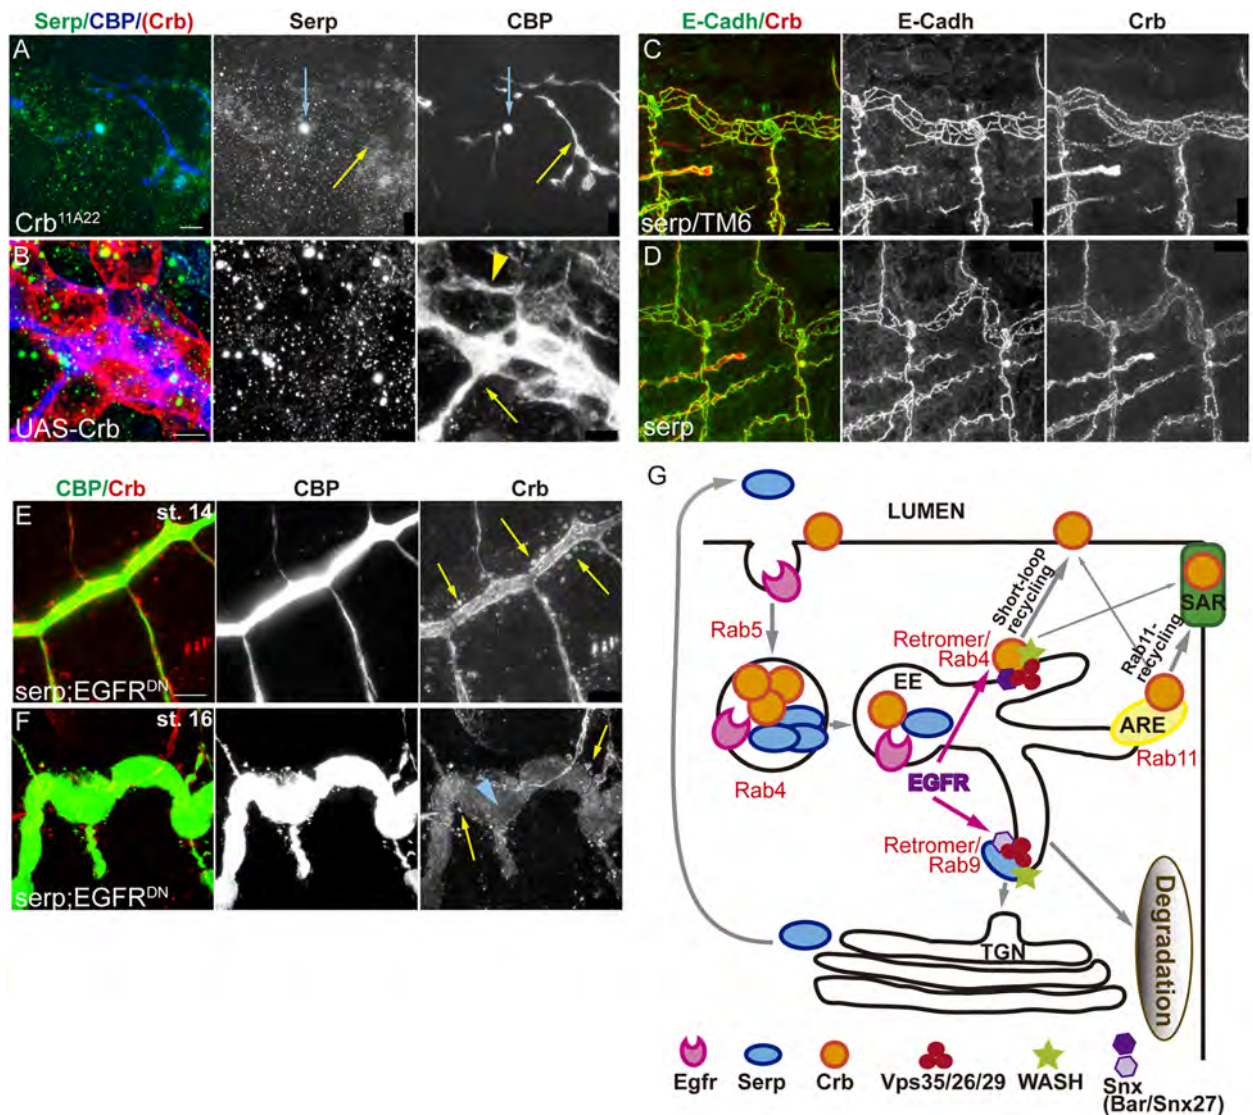 Serp/CBP/(Crb) Serp CBP
A
Crb11A22
B
UAS-Crb
E-Cadh/Crb E-Cadh Crb
C
serp/TM6
D
serp
CBP/Crb CBP Crb
E st. 14
serp;EGFRDN
F st. 16
serp;EGFRDN
G
LUMEN
Short-loop
recycling
SAR
Rab5
Retromer/
Rab4
Rab11-
recycling
EE
ARE
Rab11
EGFR
Rab4
Retromer/
Rab9
TGN
Degradation
Egfr Serp Crb Vps35/26/29 WASH Snx
(Bar/Snx27)